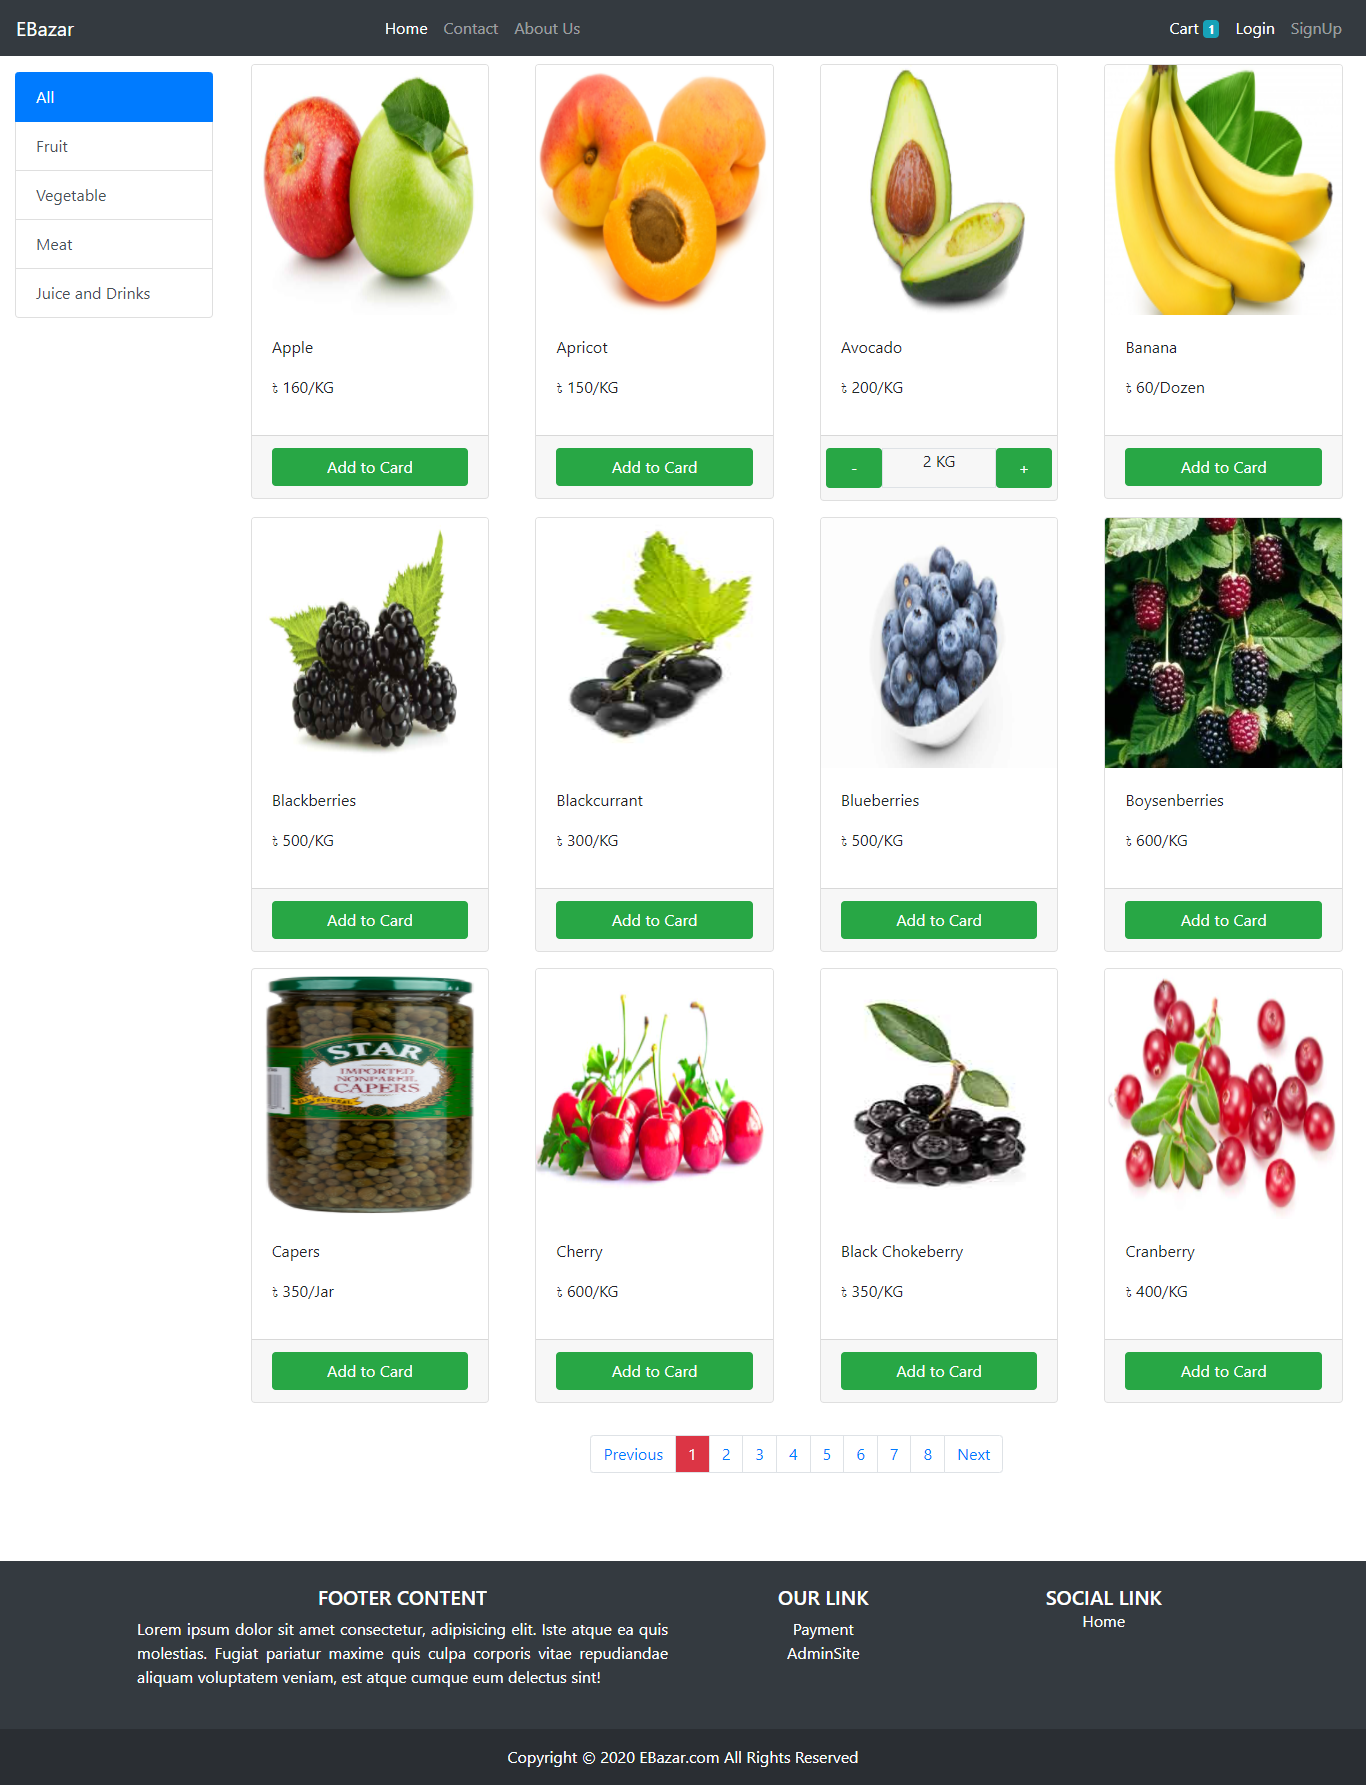 EBazar Home Contact About Us Cart 1 Login SignUp
All
Fruit
Vegetable
Meat
Juice and Drinks
Apple Apricot Avocado Banana
৳ 160/KG ৳ 150/KG ৳ 200/KG ৳ 60/Dozen
Add to Card Add to Card - 2 KG + Add to Card
Blackberries Blackcurrant Blueberries Boysenberries
৳ 500/KG ৳ 300/KG ৳ 500/KG ৳ 600/KG
Add to Card Add to Card Add to Card Add to Card
STAR
IMPORTED
NONPAREIL
CAPERS
Capers Cherry Black Chokeberry Cranberry
৳ 350/Jar ৳ 600/KG ৳ 350/KG ৳ 400/KG
Add to Card Add to Card Add to Card Add to Card
Previous 1 2 3 4 5 6 7 8 Next
FOOTER CONTENT
Lorem ipsum dolor sit amet consectetur, adipisicing elit. Iste atque ea quis
molestias. Fugiat pariatur maxime quis culpa corporis vitae repudiandae
aliquam voluptatem veniam, est atque cumque eum delectus sint!
OUR LINK
Payment
AdminSite
SOCIAL LINK
Home
Copyright © 2020 EBazar.com All Rights Reserved